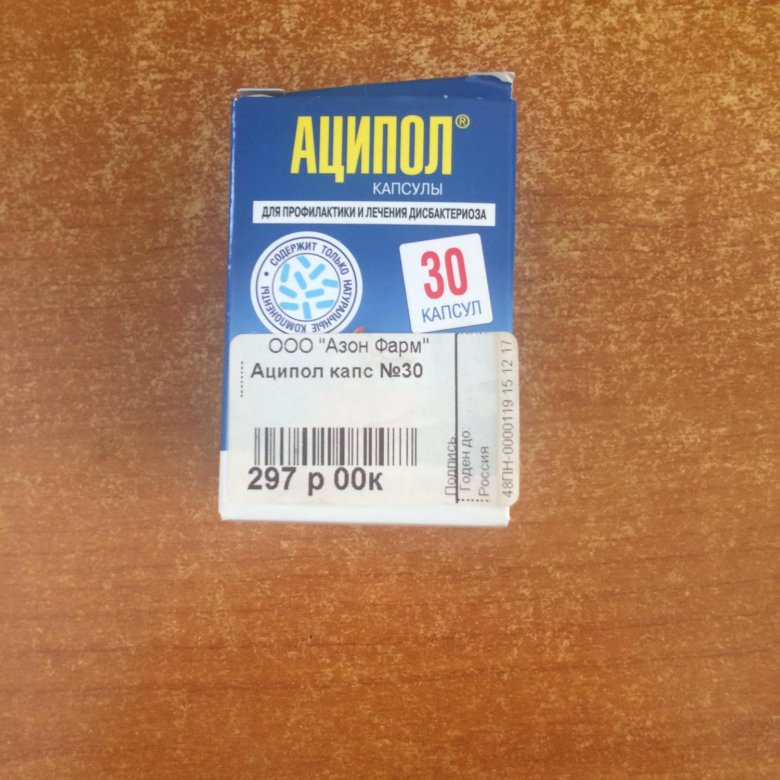 АЦИПОЛ®
КАПСУЛЫ
ДЛЯ ПРОФИЛАКТИКИ И ЛЕЧЕНИЯ ДИСБАКТЕРИОЗА
• СОДЕРЖИТ ТОЛЬКО НАТУРАЛЬНЫЕ КОМПОНЕНТЫ
30
КАПСУЛ
ООО "Азон Фарм"
Аципол капс №30
297 р 00к
Подпись
Годен до:
Россия
48ПН-0000119 15 12 17